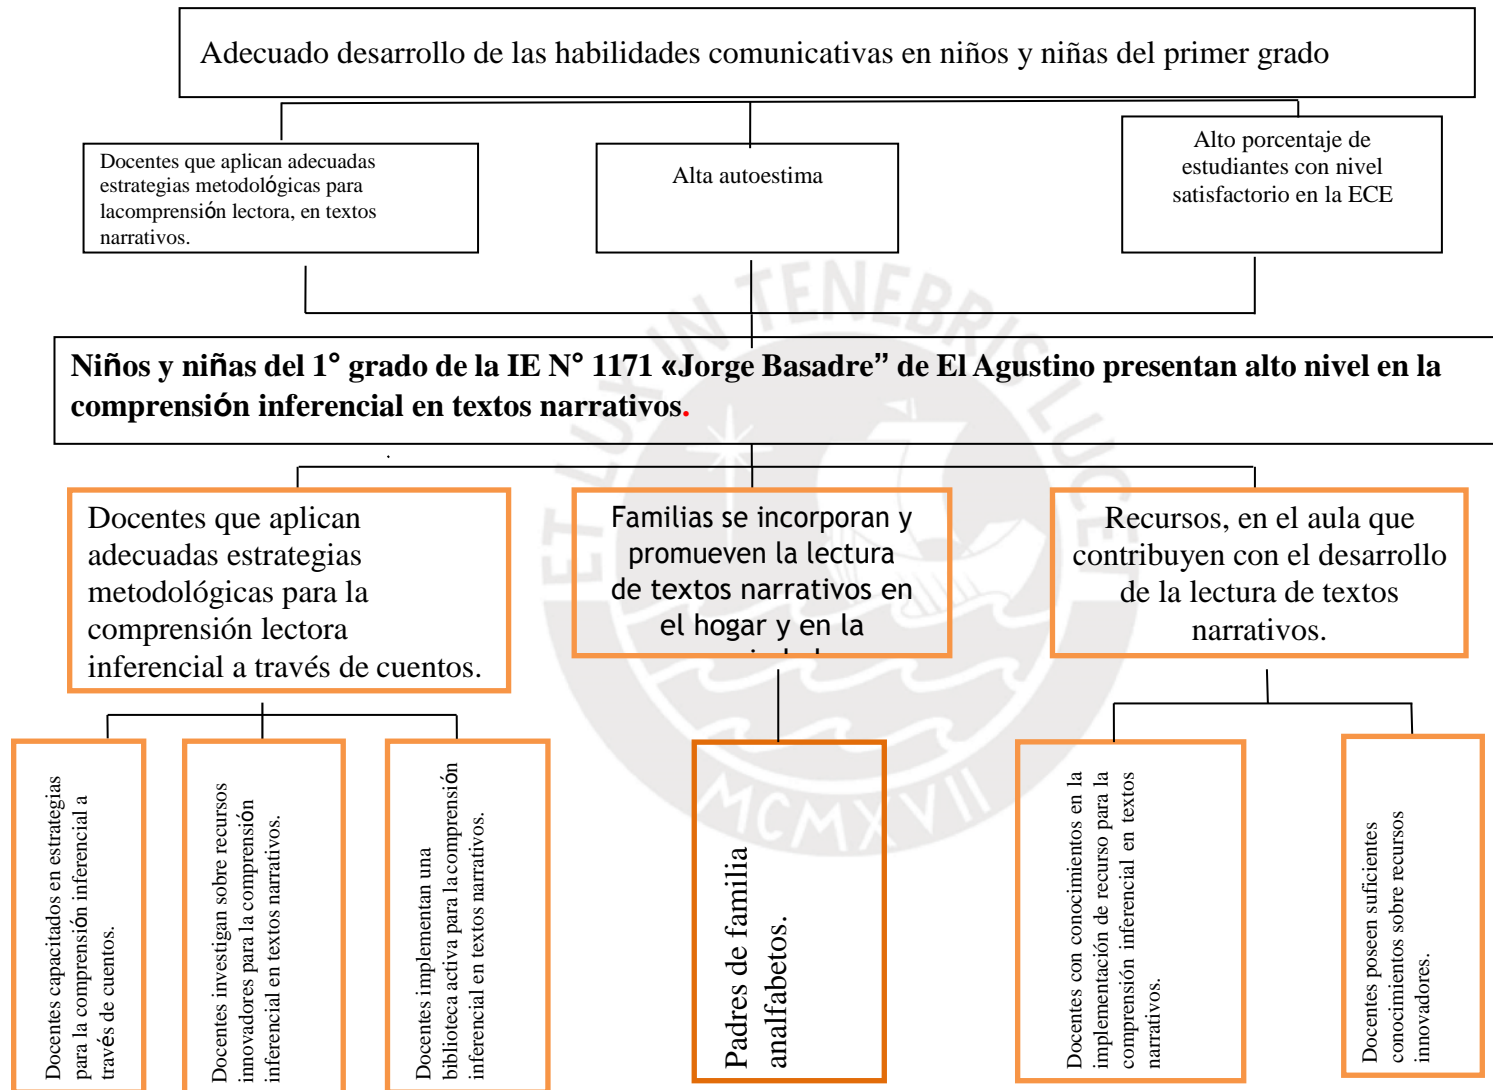 Adecuado desarrollo de las habilidades comunicativas en niños y niñas del primer grado
Docentes que aplican adecuadas
estrategias metodológicas para
lacomprensión lectora, en textos
narrativos.
Alta autoestima
Alto porcentaje de
estudiantes con nivel
satisfactorio en la ECE
Niños y niñas del 1° grado de la IE N° 1171 «Jorge Basadre” de El Agustino presentan alto nivel en la
comprensión inferencial en textos narrativos.
Docentes que aplican
adecuadas estrategias
metodológicas para la
comprensión lectora
inferencial a través de cuentos.
Familias se incorporan y
promueven la lectura
de textos narrativos en
el hogar y en la
Recursos, en el aula que
contribuyen con el desarrollo
de la lectura de textos
narrativos.
Docentes capacitados en estrategias
para la comprensión inferencial a
través de cuentos.
Docentes investigan sobre recursos
innovadores para la comprensión
inferencial en textos narrativos.
Docentes implementan una
biblioteca activa para lacomprensión
inferencial en textos narrativos.
Padres de familia
analfabetos.
Docentes con conocimientos en la
implementación de recurso para la
comprensión inferencial en textos
narrativos.
Docentes poseen suficientes
conocimientos sobre recursos
innovadores.
ET LUX IN TENEBRIS LUCET
MCMXVII